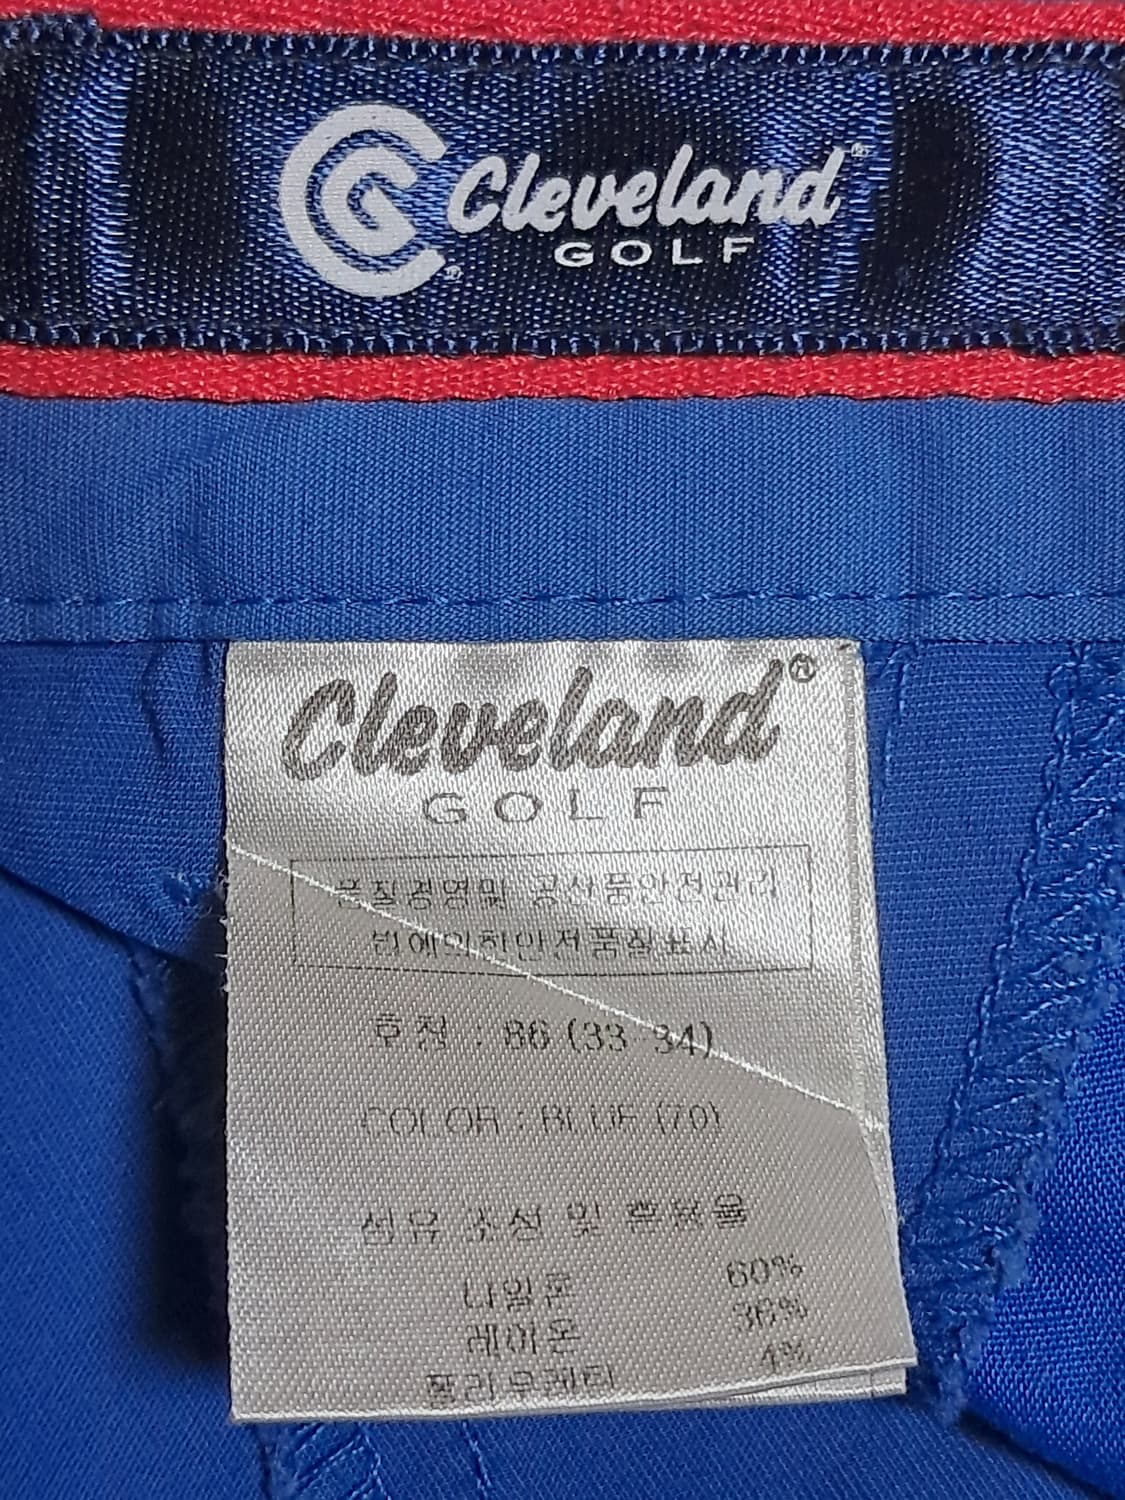 Cleveland®
GOLF
Cleveland®
GOLF
품질경영및 공산품안전관리
법에의한안전품질표시
호칭 : 86 (33-34)
COLOR : BLUE (70)
섬유 조성 및 혼용율
나일론 60%
레이온 36%
폴리우레탄 4%